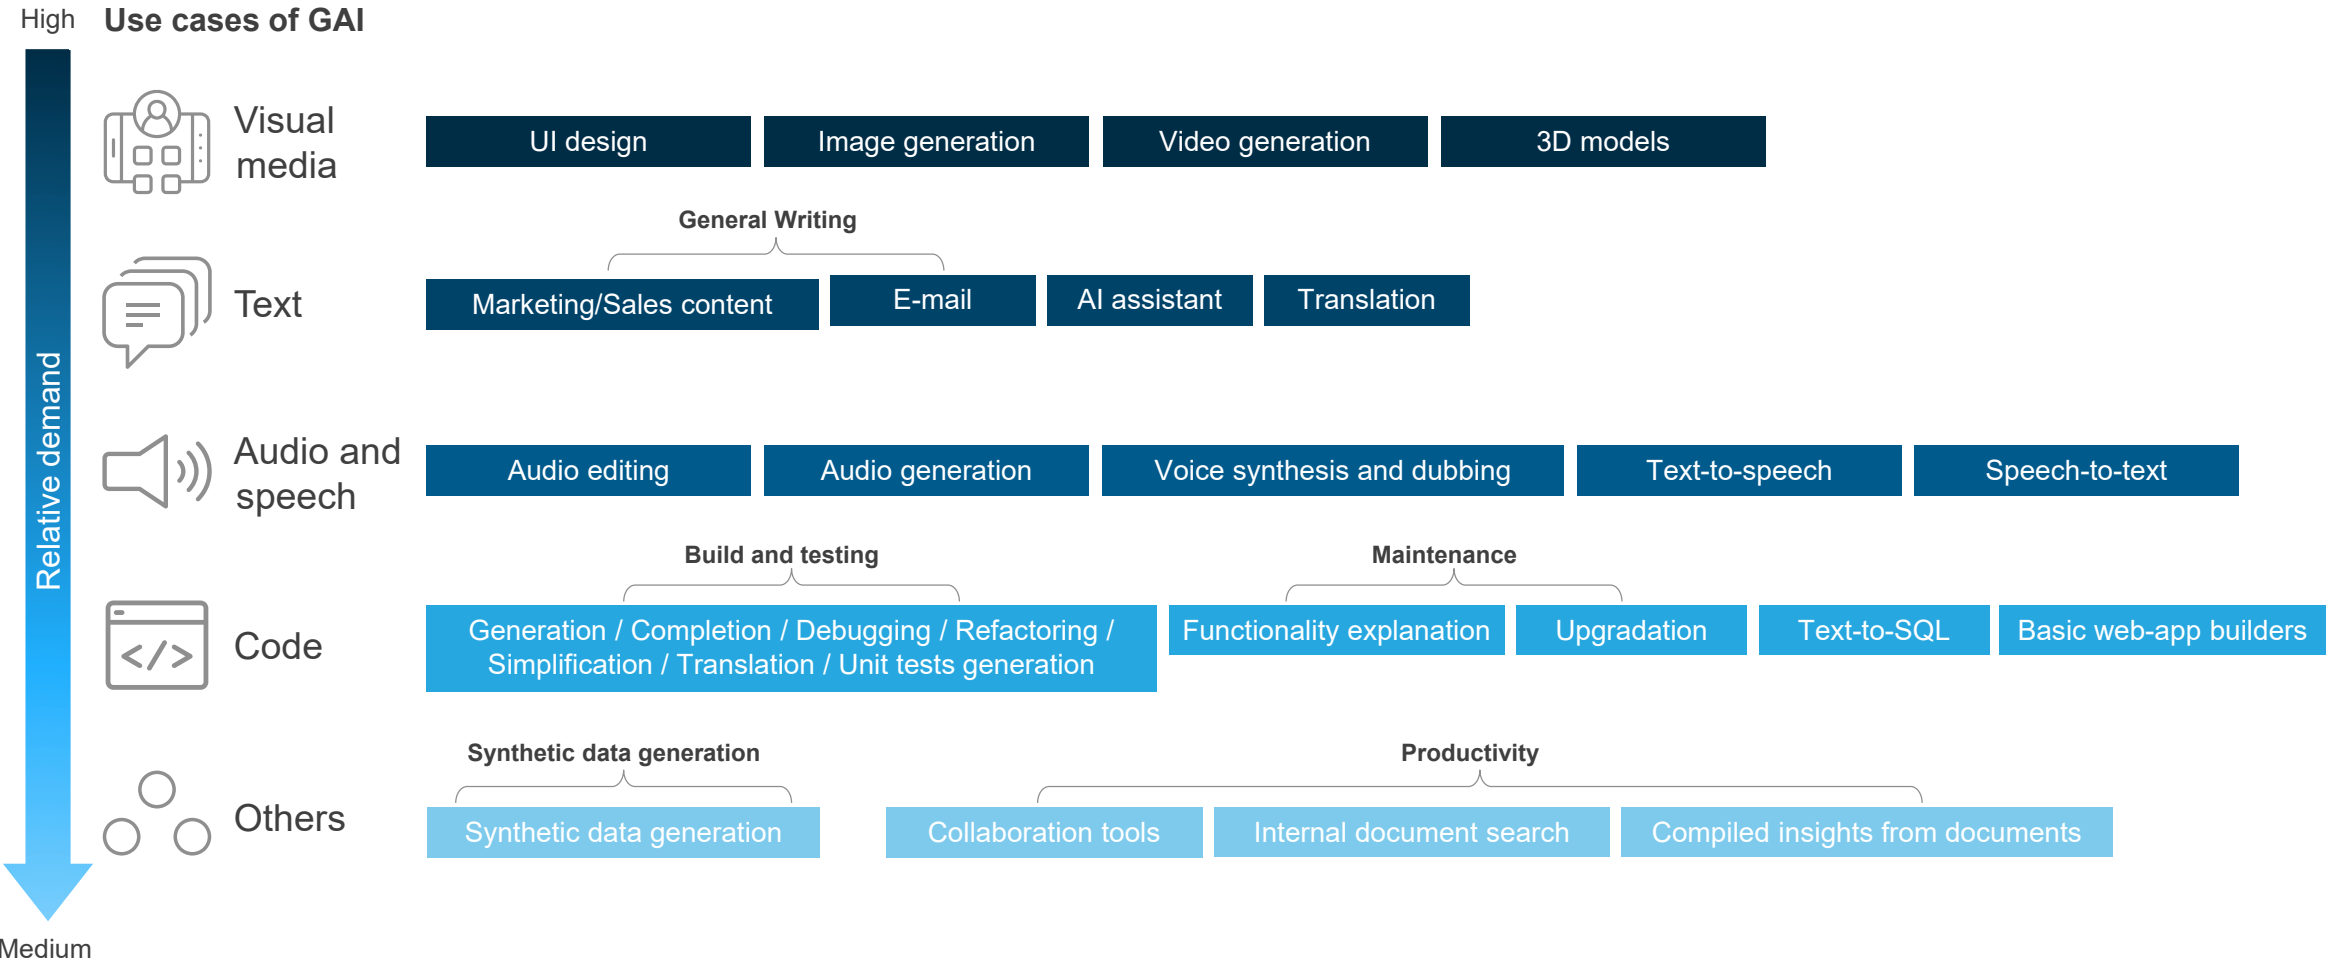 High
Use cases of GAI
Visual
media
UI design
Image generation
Video generation
3D models
General Writing
Text
Marketing/Sales content
E-mail
AI assistant
Translation
Relative demand
Audio and
speech
Audio editing
Audio generation
Voice synthesis and dubbing
Text-to-speech
Speech-to-text
Build and testing
Maintenance
Code
Generation / Completion / Debugging / Refactoring /
Simplification / Translation / Unit tests generation
Functionality explanation
Upgradation
Text-to-SQL
Basic web-app builders
</>
Synthetic data generation
Productivity
Others
Synthetic data generation
Collaboration tools
Internal document search
Compiled insights from documents
Medium